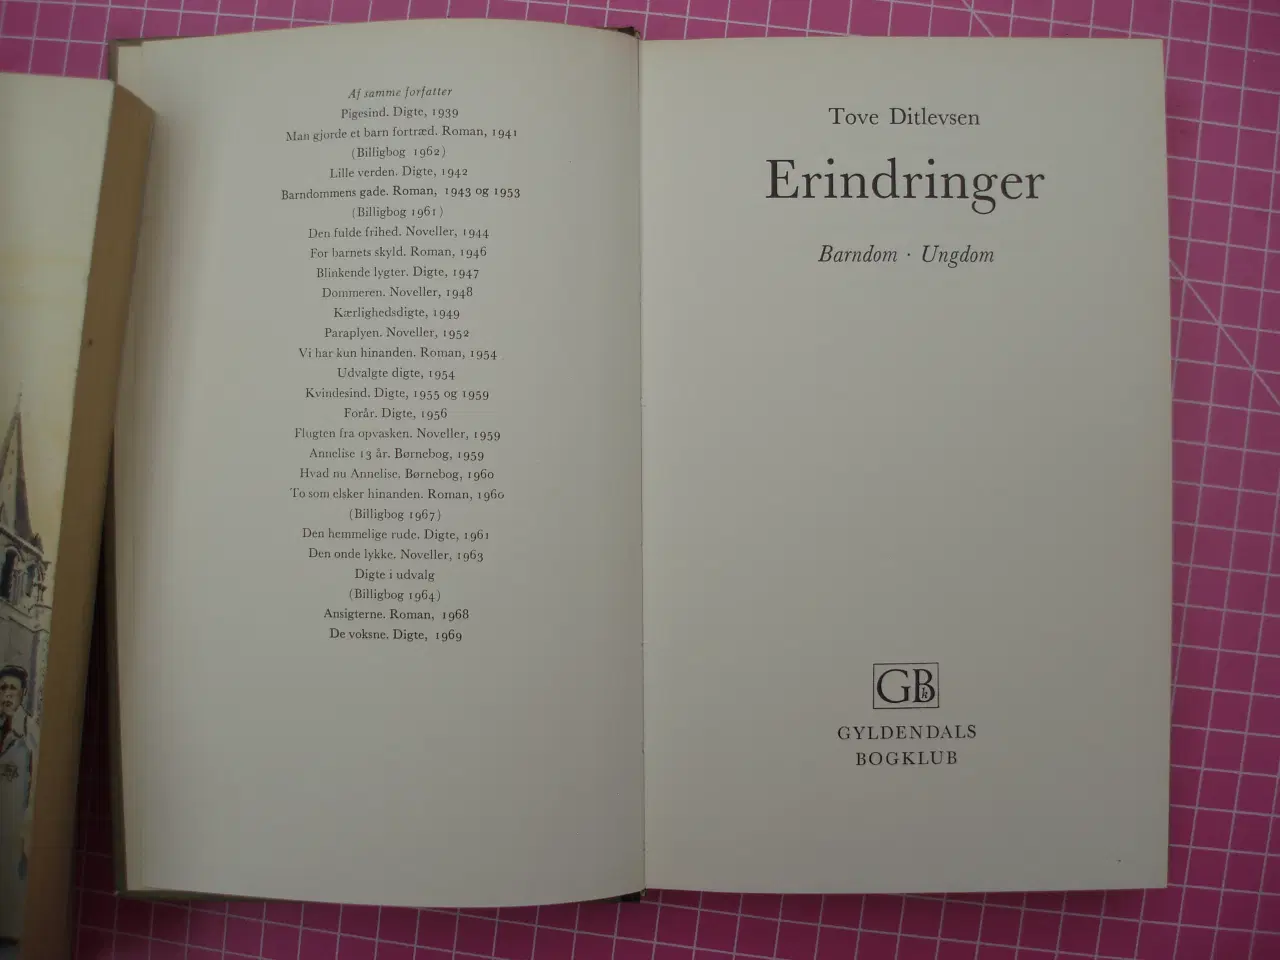 Af samme forfatter
Pigesind. Digte, 1939
Man gjorde et barn fortræd. Roman, 1941
(Billigbog 1962)
Lille verden. Digte, 1942
Barndommens gade. Roman, 1943 og 1953
(Billigbog 1961)
Den fulde frihed. Noveller, 1944
For barnets skyld. Roman, 1946
Blinkende lygter. Digte, 1947
Dommeren. Noveller, 1948
Kærlighedsdigte, 1949
Paraplyen. Noveller, 1952
Vi har kun hinanden. Roman, 1954
Udvalgte digte, 1954
Kvindesind. Digte, 1955 og 1959
Forår. Digte, 1956
Flugten fra opvasken. Noveller, 1959
Annelise 13 år. Børnebog, 1959
Hvad nu Annelise. Børnebog, 1960
To som elsker hinanden. Roman, 1960
(Billigbog 1967)
Den hemmelige rude. Digte, 1961
Den onde lykke. Noveller, 1963
Digte i udvalg
(Billigbog 1964)
Ansigterne. Roman, 1968
De voksne. Digte, 1969
Tove Ditlevsen
Erindringer
Barndom · Ungdom
GBk
GYLDENDALS
BOGKLUB